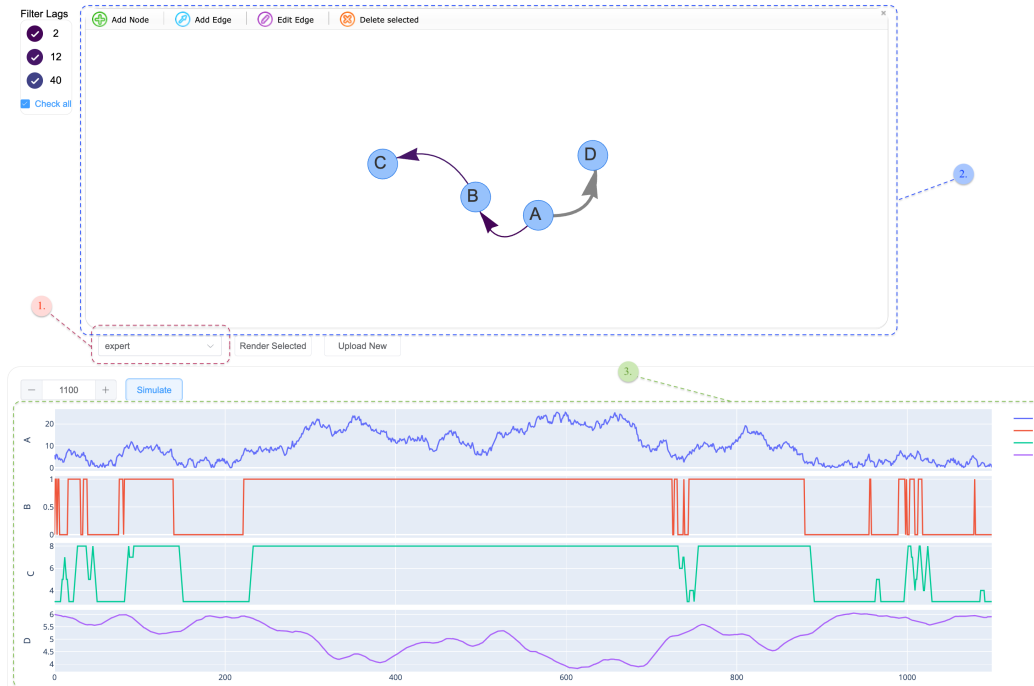 Filter Lags
2
12
40
Check all
Add Node Add Edge Edit Edge Delete selected
C
D
B
A
2.
1.
expert Render Selected Upload New
3.
− 1100 + Simulate
A
20
10
0
B
1
0.5
0
C
8
6
4
D
6
5.5
5
4.5
4
0 200 400 600 800 1000